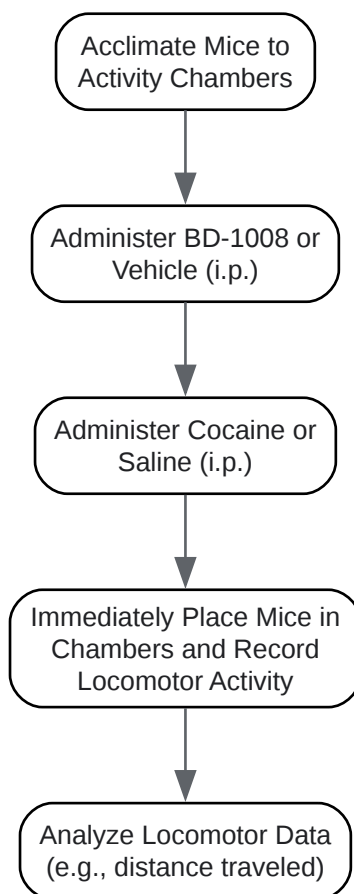 Acclimate Mice to
Activity Chambers
Administer BD-1008 or
Vehicle (i.p.)
Administer Cocaine or
Saline (i.p.)
Immediately Place Mice in
Chambers and Record
Locomotor Activity
Analyze Locomotor Data
(e.g., distance traveled)